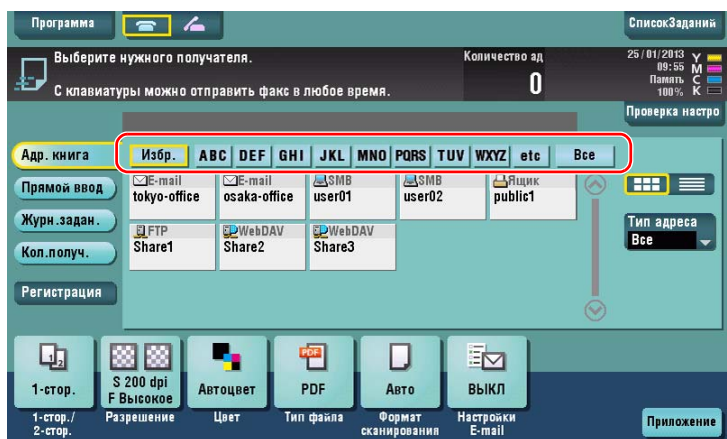 Программа
СписокЗаданий
Выберите нужного получателя.
С клавиатуры можно отправить факс в любое время.
Количество ад
0
25/01/2013
09:55
Память
100%
Y
M
C
K
Проверка настро
Адр. книга
Избр. ABC DEF GHI JKL MNO PQRS TUV WXYZ etc Все
Прямой ввод
Журн.задан.
Кол.получ.
Регистрация
E-mail
tokyo-office
E-mail
osaka-office
SMB
user01
SMB
user02
Ящик
public1
FTP
Share1
WebDAV
Share2
WebDAV
Share3
Тип адреса
Все
1-стор.
S 200 dpi
F Высокое
Автоцвет
PDF
PDF
Авто
ВЫКЛ
1-стор./
2-стор.
Разрешение
Цвет
Тип файла
Формат
сканирования
Настройки
E-mail
Приложение